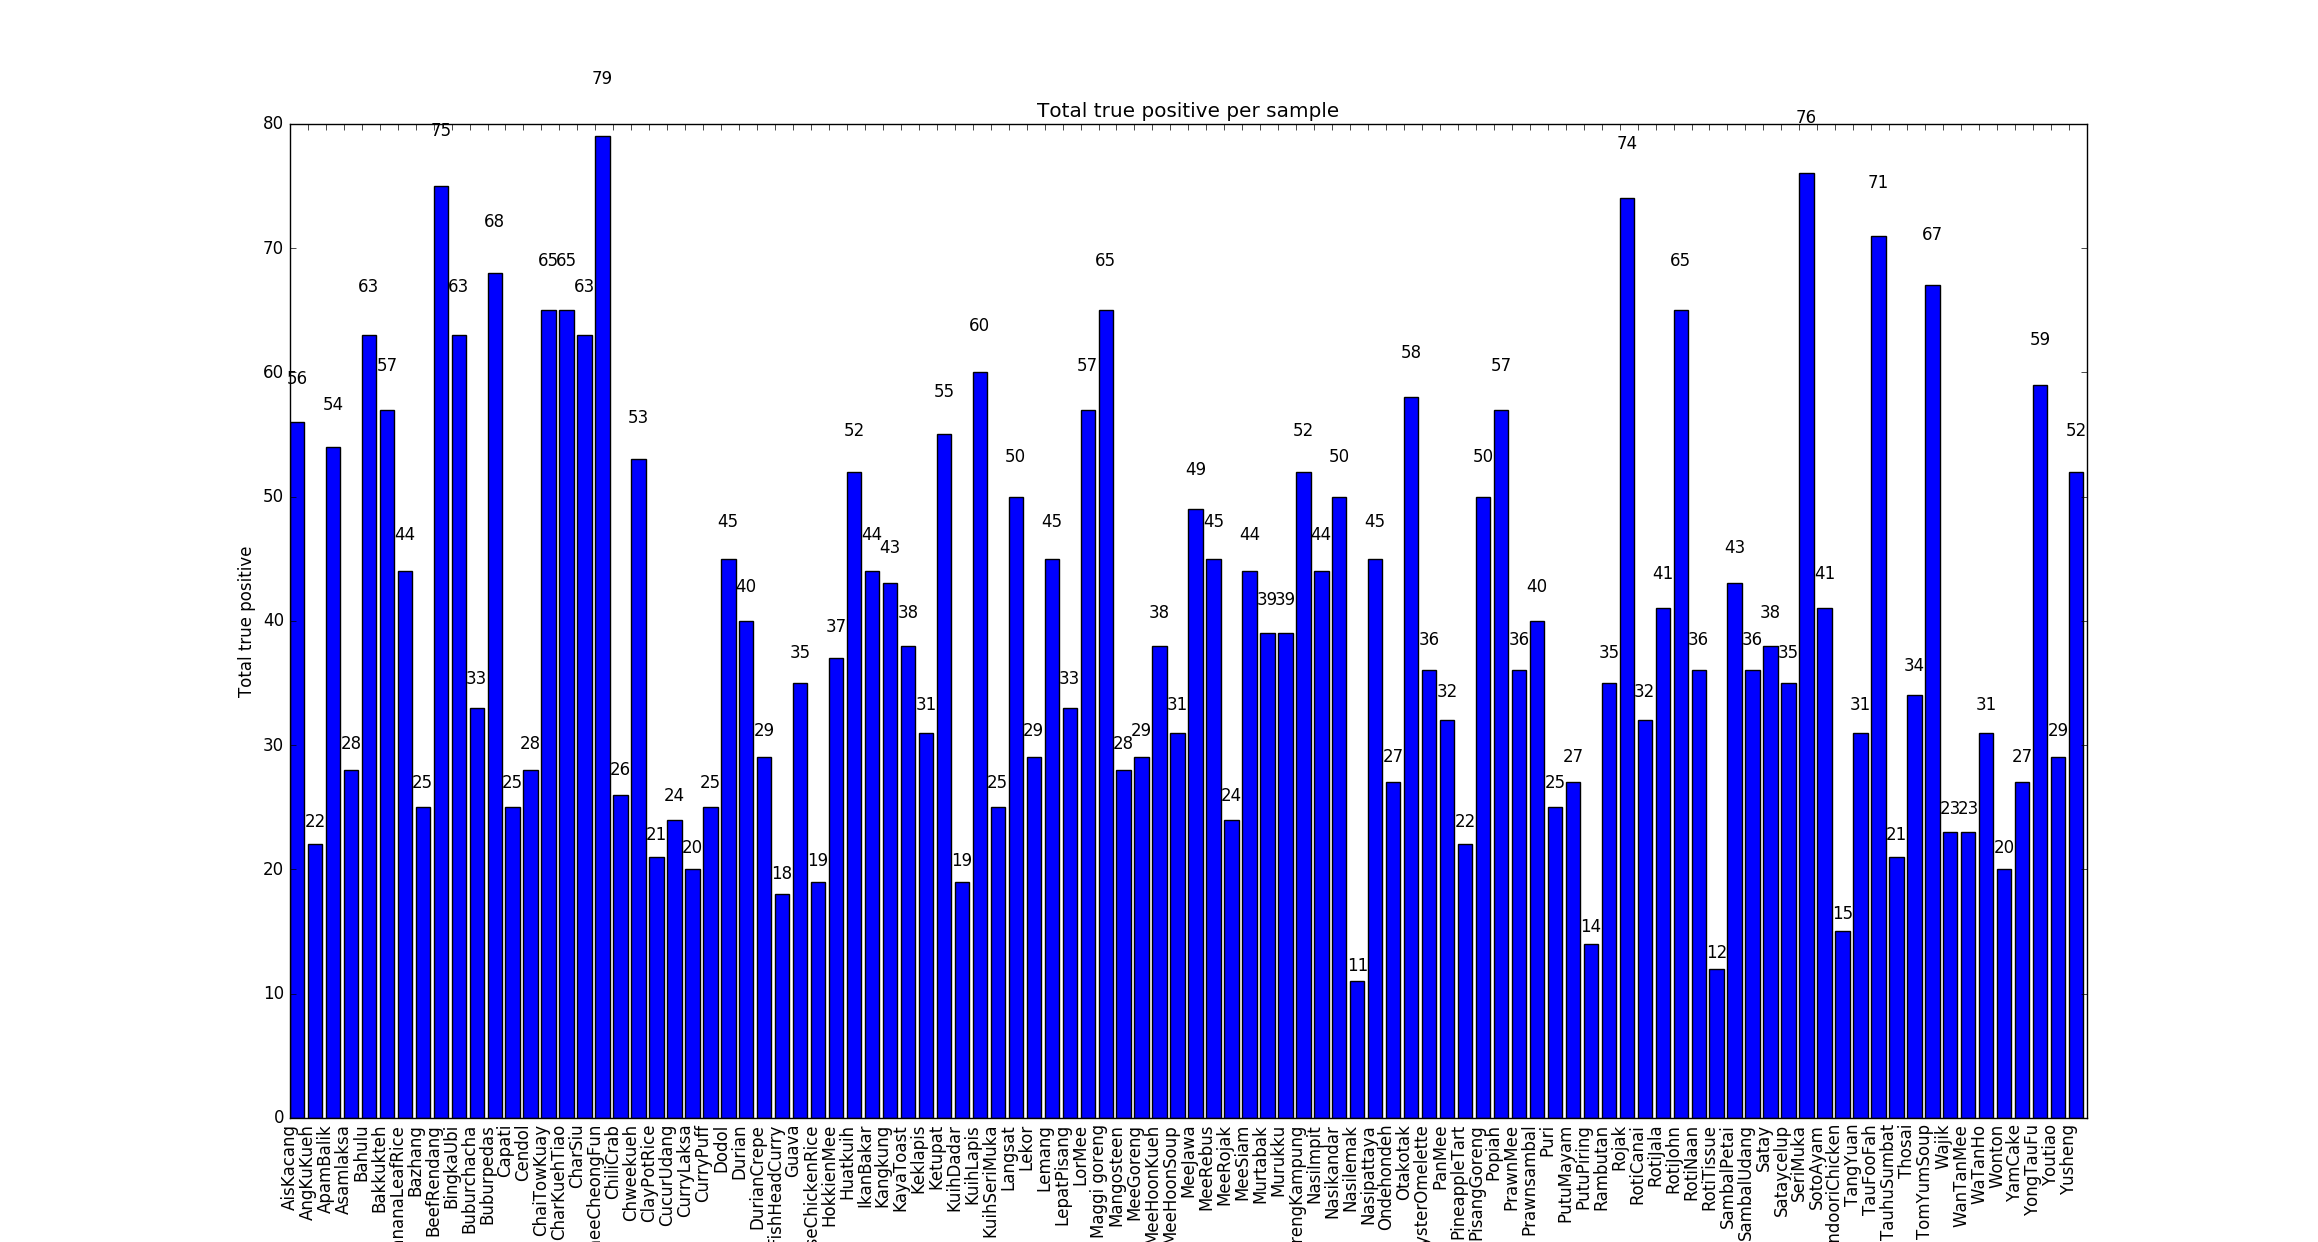 Total true positive per sample
Total true positive
80
70
60
50
40
30
20
10
0
56
22
54
28
63
57
44
25
75
63
33
68
25
28
65
65
63
79
26
53
21
24
20
25
45
40
29
18
35
19
37
52
44
43
38
31
55
19
60
25
50
29
45
33
57
65
28
29
38
31
49
45
24
44
39
39
52
44
50
11
45
27
58
36
32
22
50
57
36
40
25
27
14
35
74
32
41
65
36
12
43
36
38
35
76
41
15
31
71
21
34
67
23
23
31
20
27
59
29
52
AisKacang
AngKuKueh
ApamBalik
Asamlaksa
Bahulu
Bakkukteh
nanaLeafRice
Bazhang
BeefRendang
BingkaUbi
Buburchacha
Buburpedas
Capati
Cendol
ChaiTowKuay
CharKuehTiao
CharSiu
eeCheongFun
ChiliCrab
Chweekueh
ClayPotRice
CucurUdang
CurryLaksa
CurryPuff
Dodol
Durian
DurianCrepe
FishHeadCurry
Guava
seChickenRice
HokkienMee
Huatkuih
IkanBakar
Kangkung
KayaToast
Keklapis
Ketupat
KuihDadar
KuihLapis
KuihSeriMuka
Langsat
Lekor
Lemang
LepatPisang
LorMee
Maggi goreng
Mangosteen
MeeGoreng
MeeHoonKueh
MeeHoonSoup
MeeJawa
MeeRebus
MeeRojak
MeeSiam
Murtabak
Murukku
rengKampung
NasiImpit
Nasikandar
Nasilemak
Nasipattaya
Ondehondeh
Otakotak
ysterOmelette
PanMee
PineappleTart
PisangGoreng
Popiah
PrawnMee
Prawnsambal
Puri
PutuMayam
PutuPiring
Rambutan
Rojak
RotiCanai
RotiJala
RotiJohn
RotiNaan
RotiTissue
SambalPetai
SambalUdang
Satay
Sataycelup
SeriMuka
SotoAyam
ndooriChicken
TangYuan
TauFooFah
TauhuSumbat
Thosai
TomYumSoup
Wajik
WanTanMee
WaTanHo
Wonton
YamCake
YongTauFu
Youtiao
Yusheng